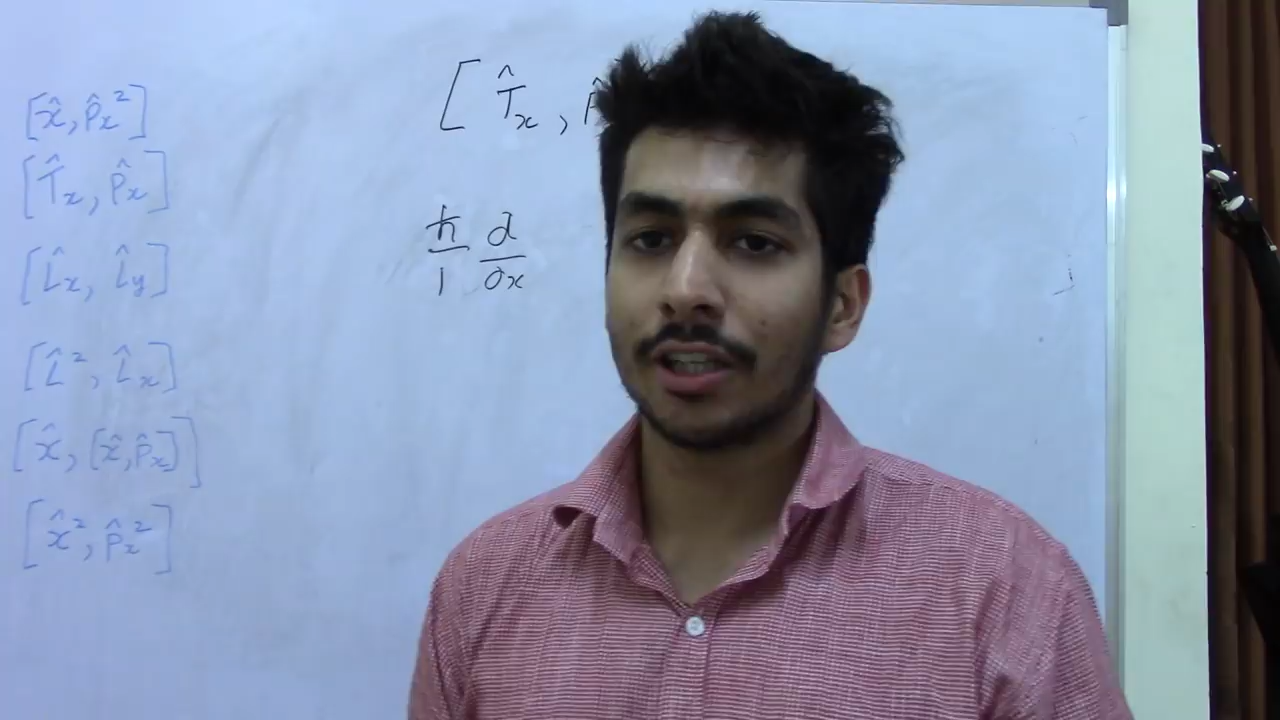 [x̂, p̂ₓ²]
[T̂ₓ, p̂ₓ]
[L̂ₓ, L̂ᵧ]
[L̂², L̂ₓ]
[x̂, [x̂, p̂ₓ]]
[x̂², p̂ₓ²]
[T̂ₓ,
ħ/i ∂/∂x